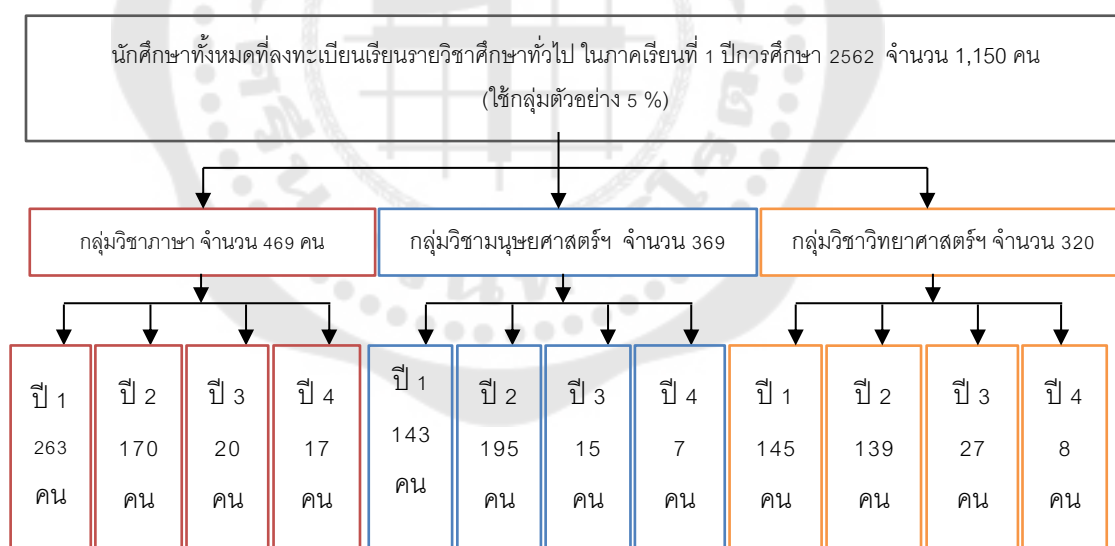 นักศึกษาทั้งหมดที่ลงทะเบียนเรียนรายวิชาศึกษาทั่วไป ในภาคเรียนที่ 1 ปีการศึกษา 2562 จำนวน 1,150 คน
(ใช้กลุ่มตัวอย่าง 5 %)
กลุ่มวิชาภาษา จำนวน 469 คน
กลุ่มวิชามนุษยศาสตร์ฯ จำนวน 369
กลุ่มวิชาวิทยาศาสตร์ฯ จำนวน 320
ปี 1
263
คน
ปี 2
170
คน
ปี 3
20
คน
ปี 4
17
คน
ปี 1
143
คน
ปี 2
195
คน
ปี 3
15
คน
ปี 4
7
คน
ปี 1
145
คน
ปี 2
139
คน
ปี 3
27
คน
ปี 4
8
คน